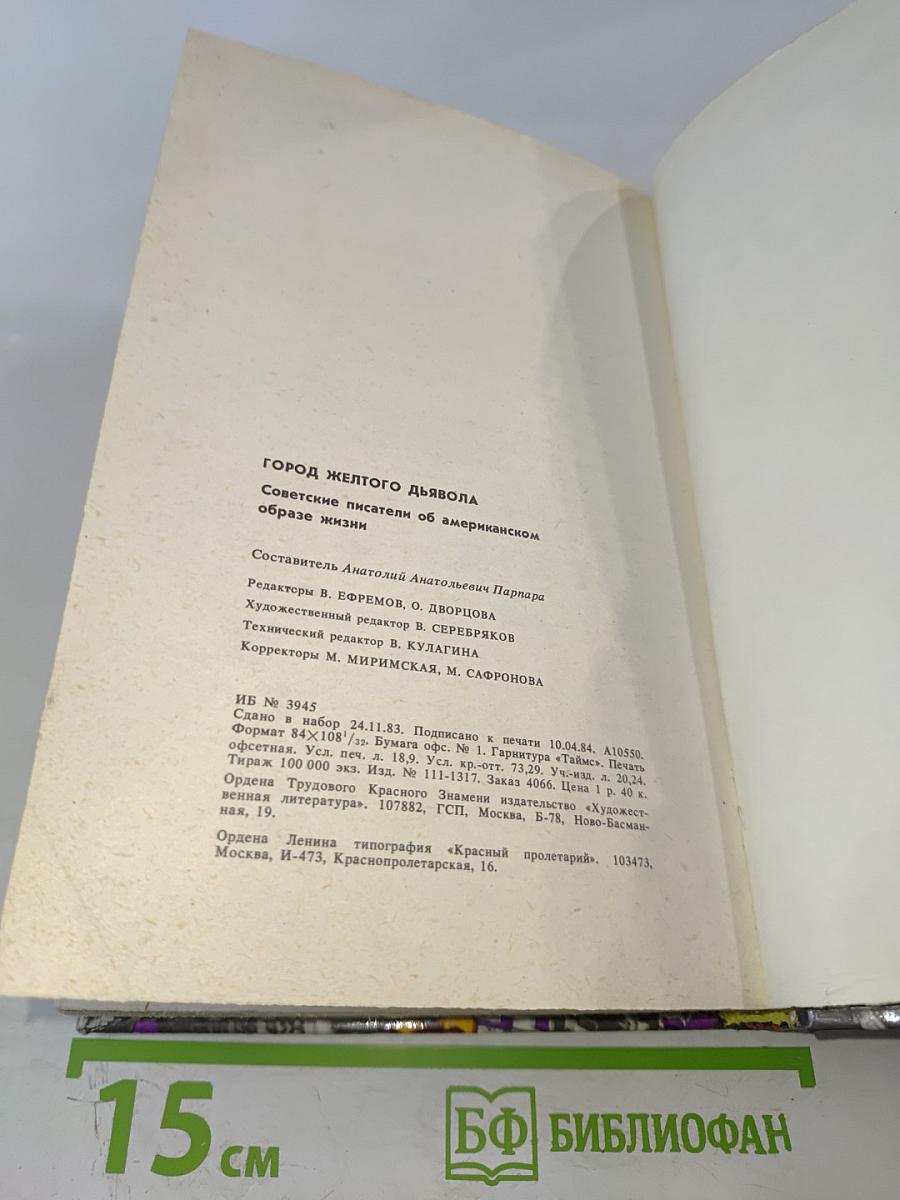 ГОРОД ЖЕЛТОГО ДЬЯВОЛА
Советские писатели об американском
образе жизни
Составитель Анатолий Анатольевич Парпара
Редакторы В. ЕФРЕМОВ, О. ДВОРЦОВА
Художественный редактор В. СЕРЕБРЯКОВ
Технический редактор В. КУЛАГИНА
Корректоры М. МИРИМСКАЯ, М. САФРОНОВА
ИБ № 3945
Сдано в набор 24.11.83. Подписано к печати 10.04.84. А10550.
Формат 84×108¹/₃₂. Бумага офс. № 1. Гарнитура «Таймс». Печать
офсетная. Усл. печ. л. 18,9. Усл. кр.-отт. 73,29. Уч.-изд. л. 20,24.
Тираж 100 000 экз. Изд. № 111-1317. Заказ 4066. Цена 1 р. 40 к.
Ордена Трудового Красного Знамени издательство «Художест-
венная литература». 107882, ГСП, Москва, Б-78, Ново-Басман-
ная, 19.
Ордена Ленина типография «Красный пролетарий». 103473,
Москва, И-473, Краснопролетарская, 16.
15 см
БФ БИБЛИОФАН